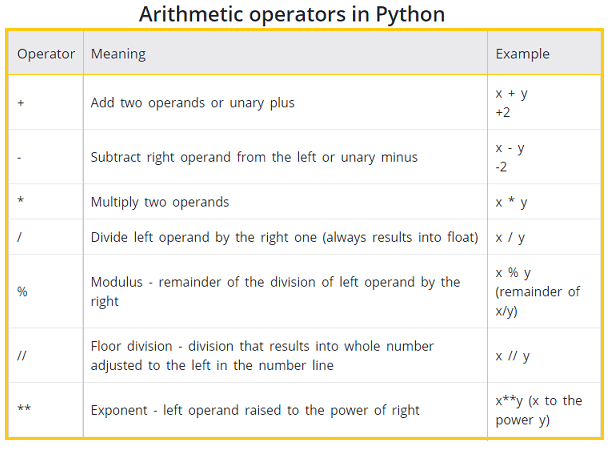 Arithmetic operators in Python
Operator Meaning Example
+ Add two operands or unary plus x + y
+2
- Subtract right operand from the left or unary minus x - y
-2
* Multiply two operands x * y
/ Divide left operand by the right one (always results into float) x / y
% Modulus - remainder of the division of left operand by the
right x % y
(remainder of
x/y)
// Floor division - division that results into whole number
adjusted to the left in the number line x // y
** Exponent - left operand raised to the power of right x**y (x to the
power y)